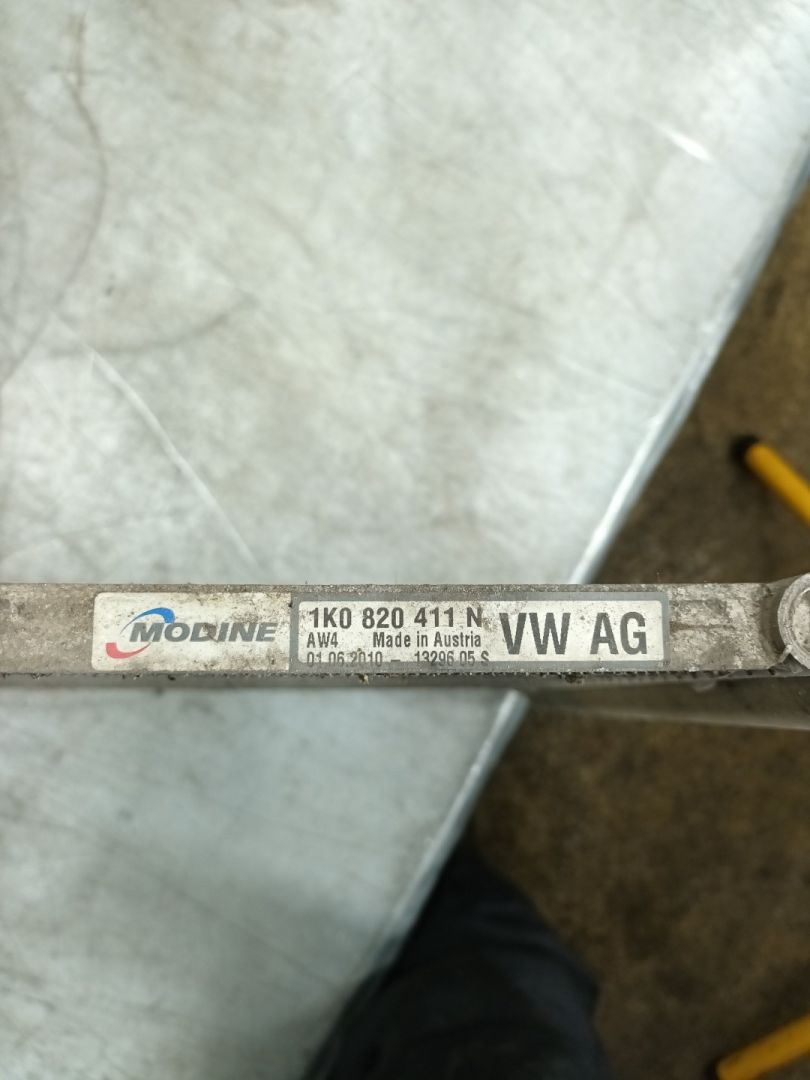 MODINE
1K0 820 411 N
AW4 Made in Austria
01.06.2010 - 13296 05 S
VW AG